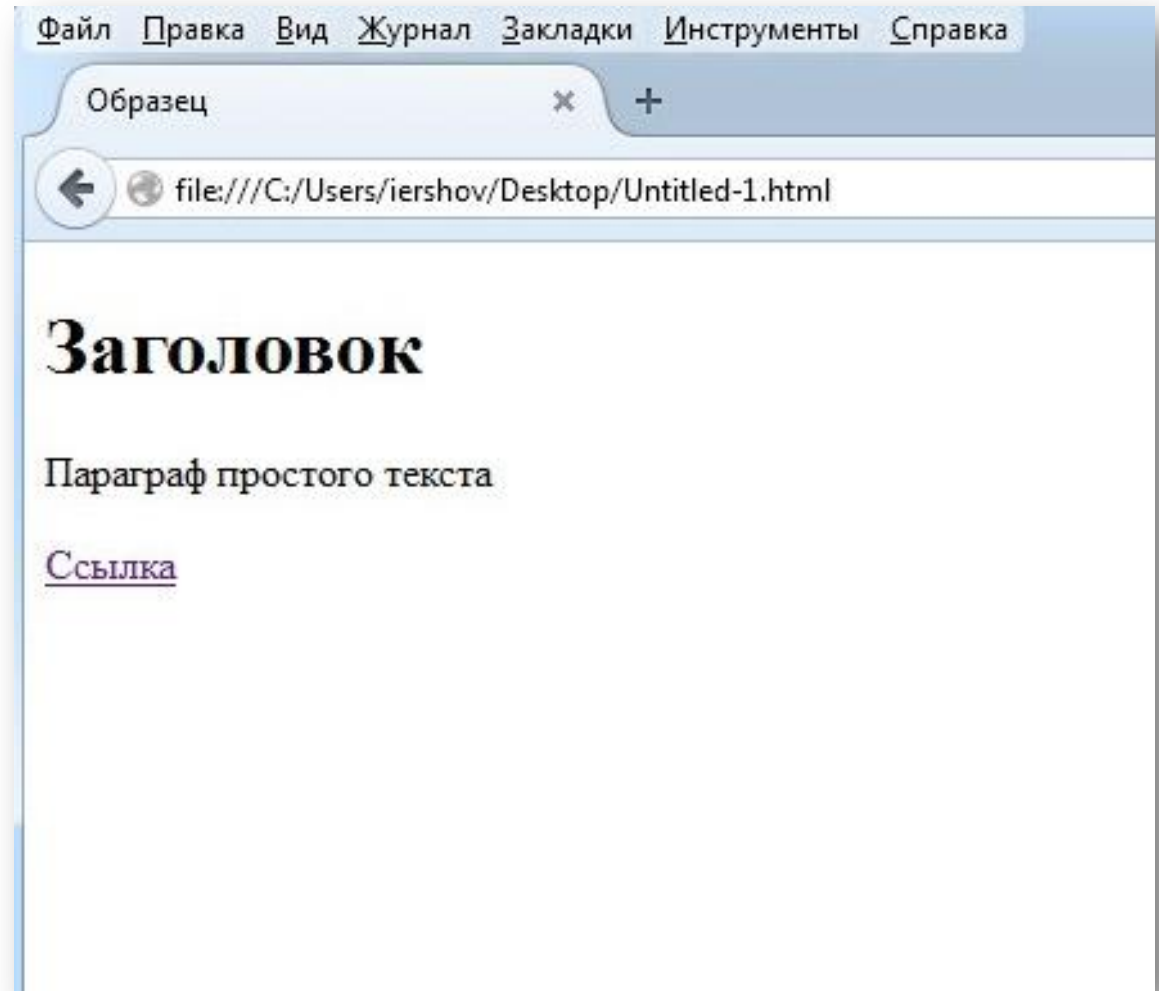 Файл Правка Вид Журнал Закладки Инструменты Справка
Образец
file:///C:/Users/iershov/Desktop/Untitled-1.html
Заголовок
Параграф простого текста
Ссылка